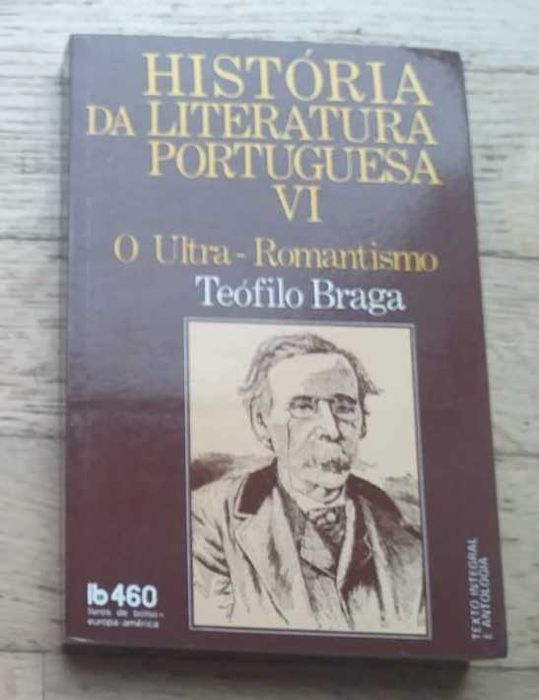 HISTÓRIA
DA LITERATURA
PORTUGUESA
VI
O Ultra-Romantismo
Teófilo Braga
lb 460
livros de bolso
europa-américa
TEXTO INTEGRAL
E ANTOLOGIA